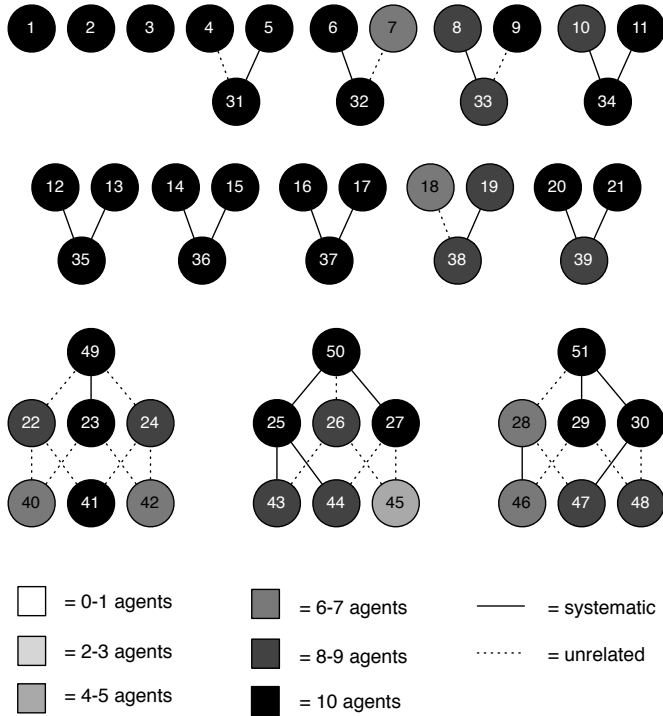 1 2 3 4 5 6 7 8 9 10 11
31 32 33 34
12 13 14 15 16 17 18 19 20 21
35 36 37 38 39
49 50 51
22 23 24 25 26 27 28 29 30
40 41 42 43 44 45 46 47 48
= 0-1 agents = 6-7 agents = systematic
= 2-3 agents = 8-9 agents = unrelated
= 4-5 agents = 10 agents